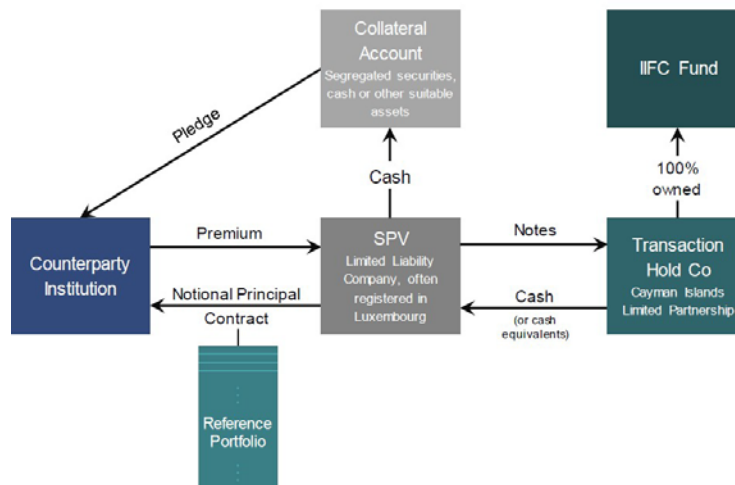 Collateral
Account
Segregated securities,
cash or other suitable
assets
IIFC Fund
Pledge
Cash
100%
owned
Counterparty
Institution
Premium
Notional Principal
Contract
SPV
Limited Liability
Company, often
registered in
Luxembourg
Notes
Cash
(or cash
equivalents)
Transaction
Hold Co
Cayman Islands
Limited Partnership
Reference
Portfolio